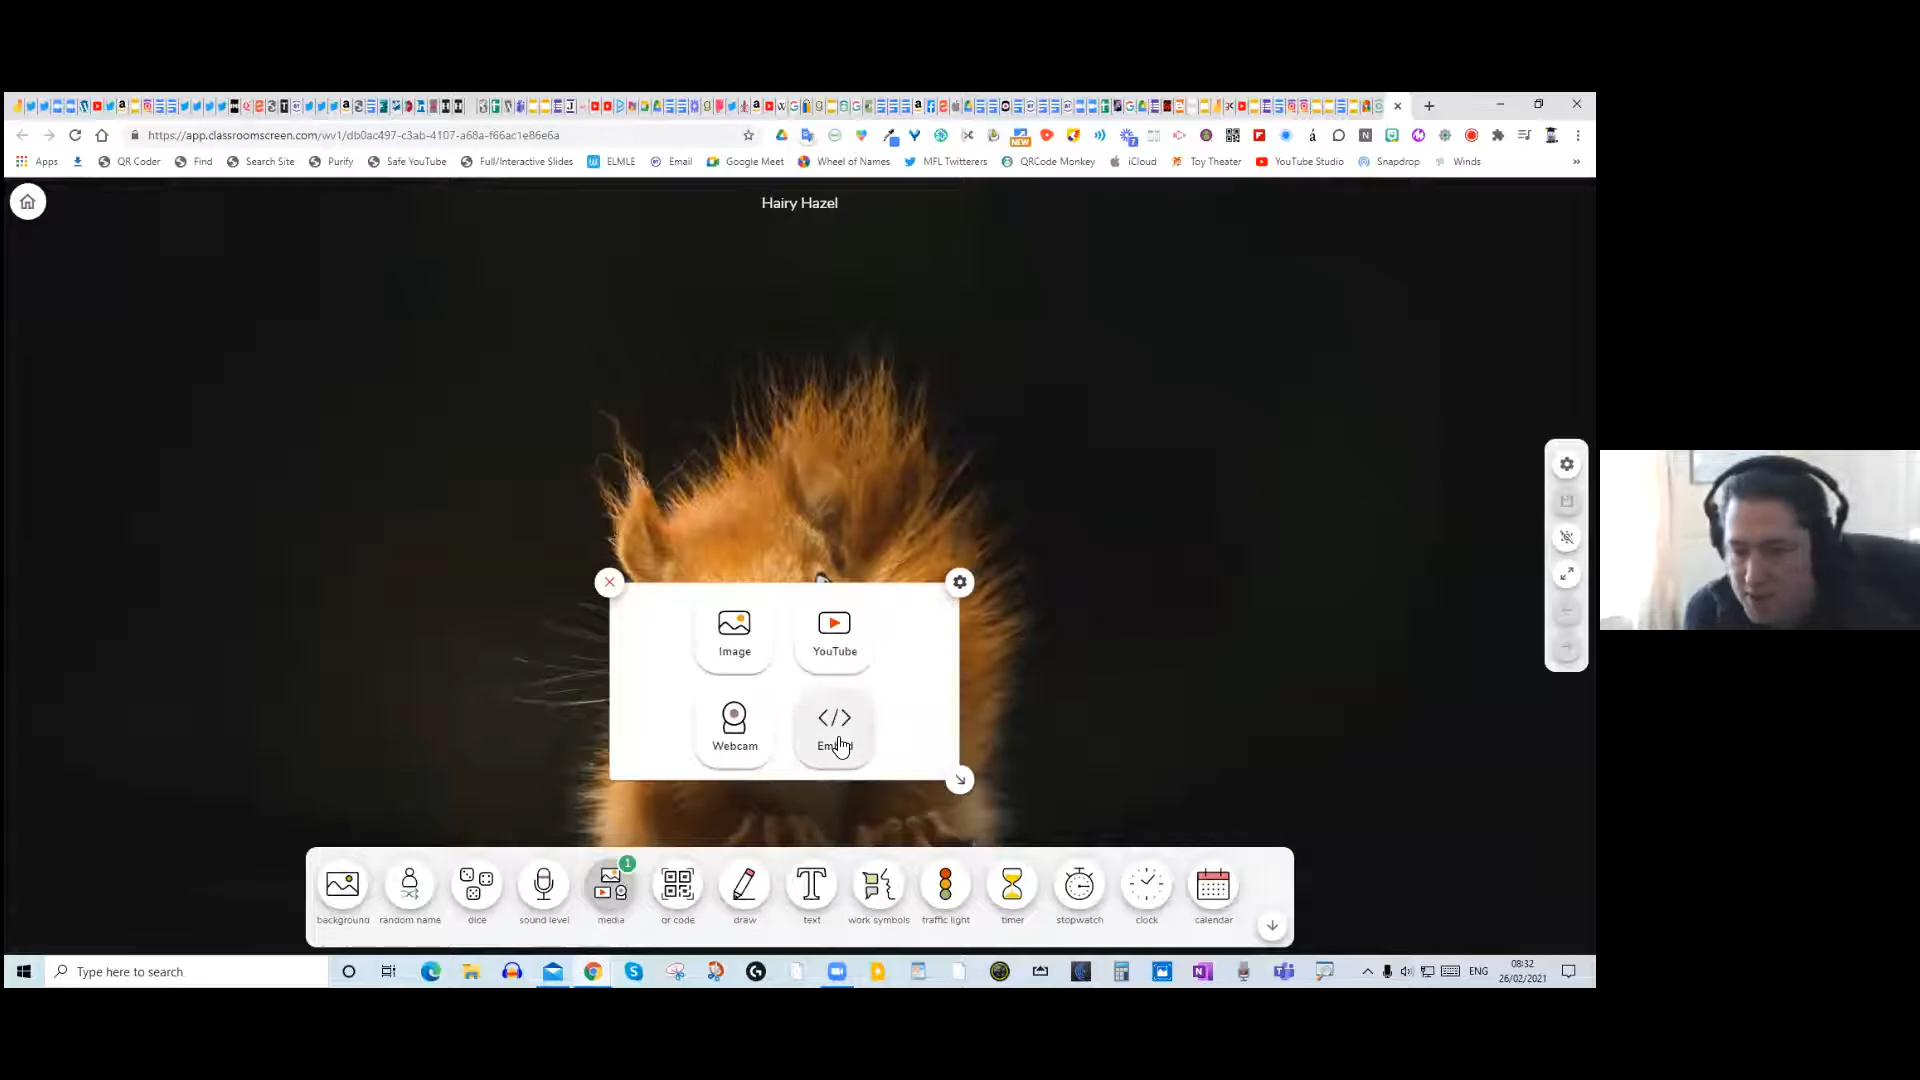 https://app.classroomscreen.com/wv1/db0ac497-c3ab-4107-a68a-f66ac1e86e6a
NEW
Apps QR Coder Find Search Site Purify Safe YouTube Full/Interactive Slides ELMLE Email Google Meet Wheel of Names MFL Twitterers QRCode Monkey iCloud Toy Theater YouTube Studio Snapdrop Winds »
Hairy Hazel
Image YouTube
Webcam
1
background random name dice sound level media qr code draw text work symbols traffic light timer stopwatch clock calendar
Type here to search
ENG
08:32
26/02/2021